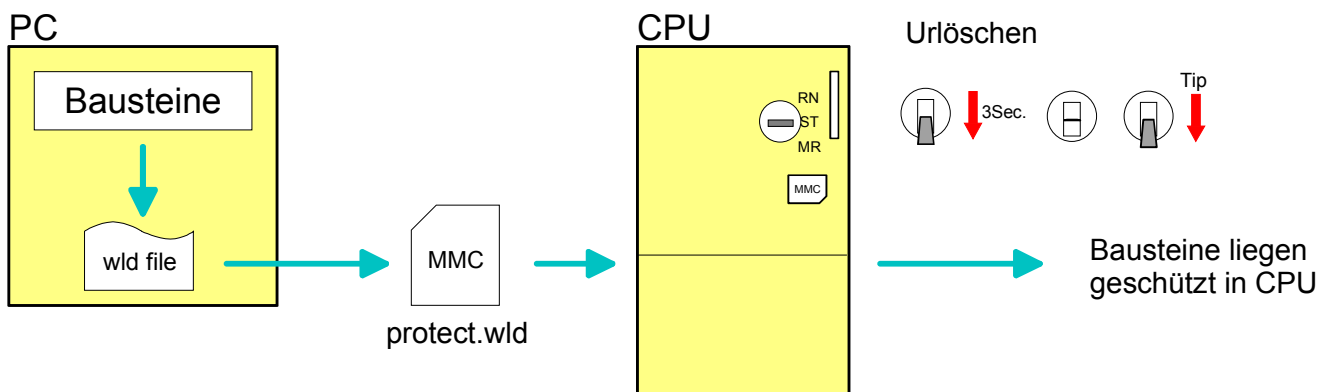 PC
Bausteine
wld file
MMC
protect.wld
CPU
RN
ST
MR
MMC
Urlöschen
3Sec.
Tip
Bausteine liegen
geschützt in CPU